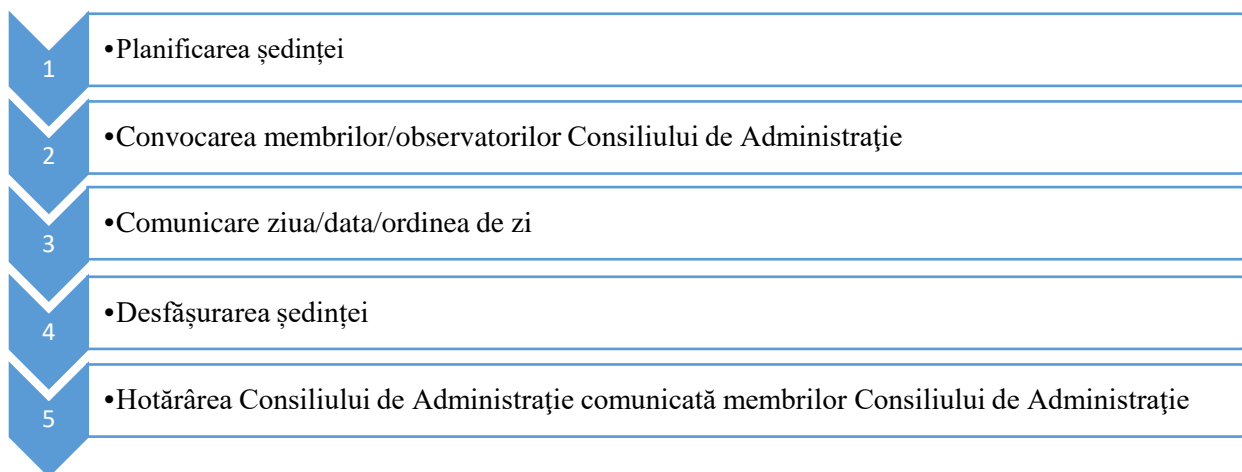 1
•Planificarea ședinței
2
•Convocarea membrilor/observatorilor Consiliului de Administraţie
3
•Comunicare ziua/data/ordinea de zi
4
•Desfășurarea ședinței
5
•Hotărârea Consiliului de Administraţie comunicată membrilor Consiliului de Administraţie